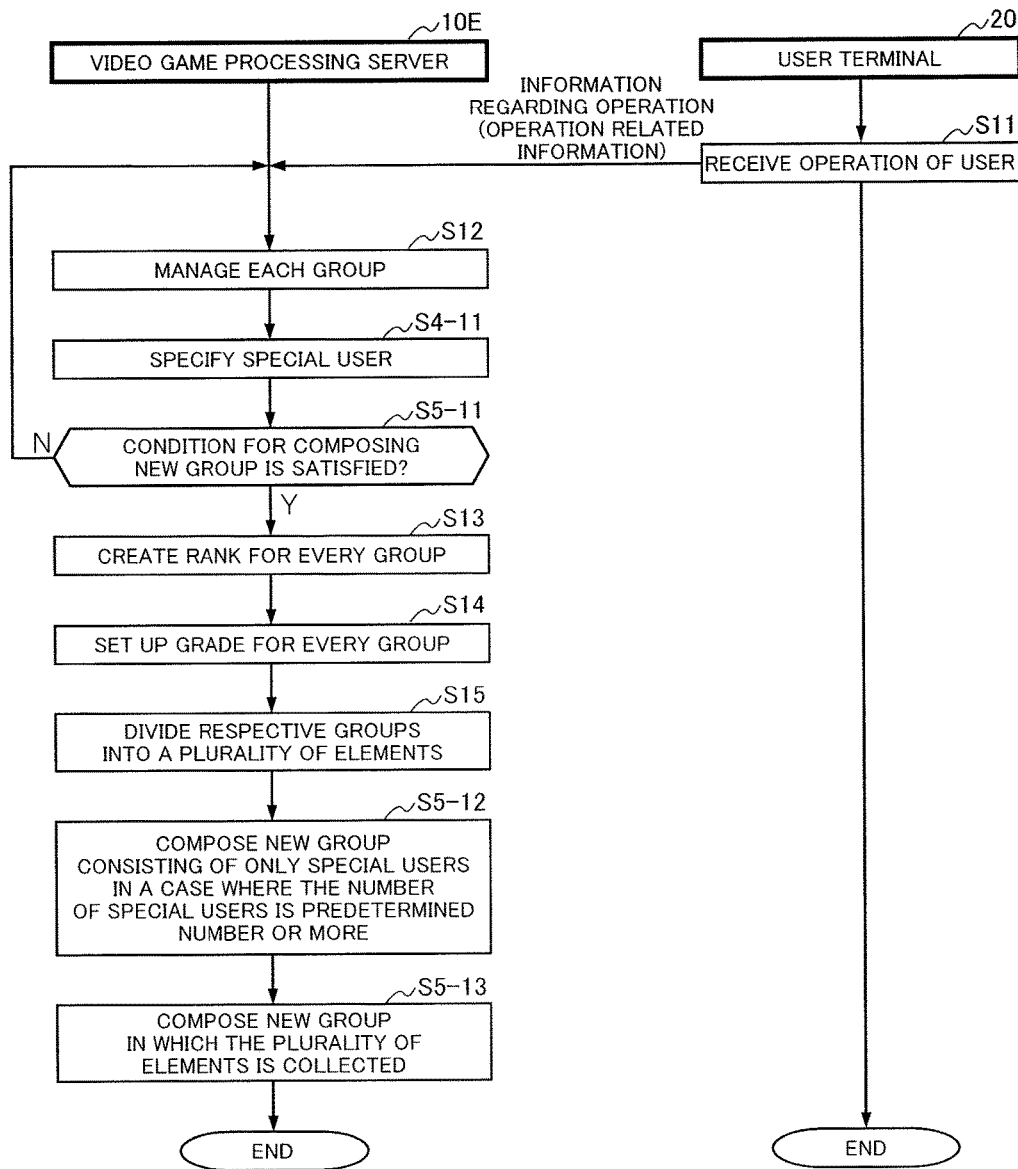 10E
VIDEO GAME PROCESSING SERVER
20
USER TERMINAL
INFORMATION
REGARDING OPERATION
(OPERATION RELATED
INFORMATION)
S11
RECEIVE OPERATION OF USER
S12
MANAGE EACH GROUP
S4-11
SPECIFY SPECIAL USER
S5-11
N
CONDITION FOR COMPOSING
NEW GROUP IS SATISFIED?
Y
S13
CREATE RANK FOR EVERY GROUP
S14
SET UP GRADE FOR EVERY GROUP
S15
DIVIDE RESPECTIVE GROUPS
INTO A PLURALITY OF ELEMENTS
S5-12
COMPOSE NEW GROUP
CONSISTING OF ONLY SPECIAL USERS
IN A CASE WHERE THE NUMBER
OF SPECIAL USERS IS PREDETERMINED
NUMBER OR MORE
S5-13
COMPOSE NEW GROUP
IN WHICH THE PLURALITY OF
ELEMENTS IS COLLECTED
END
END